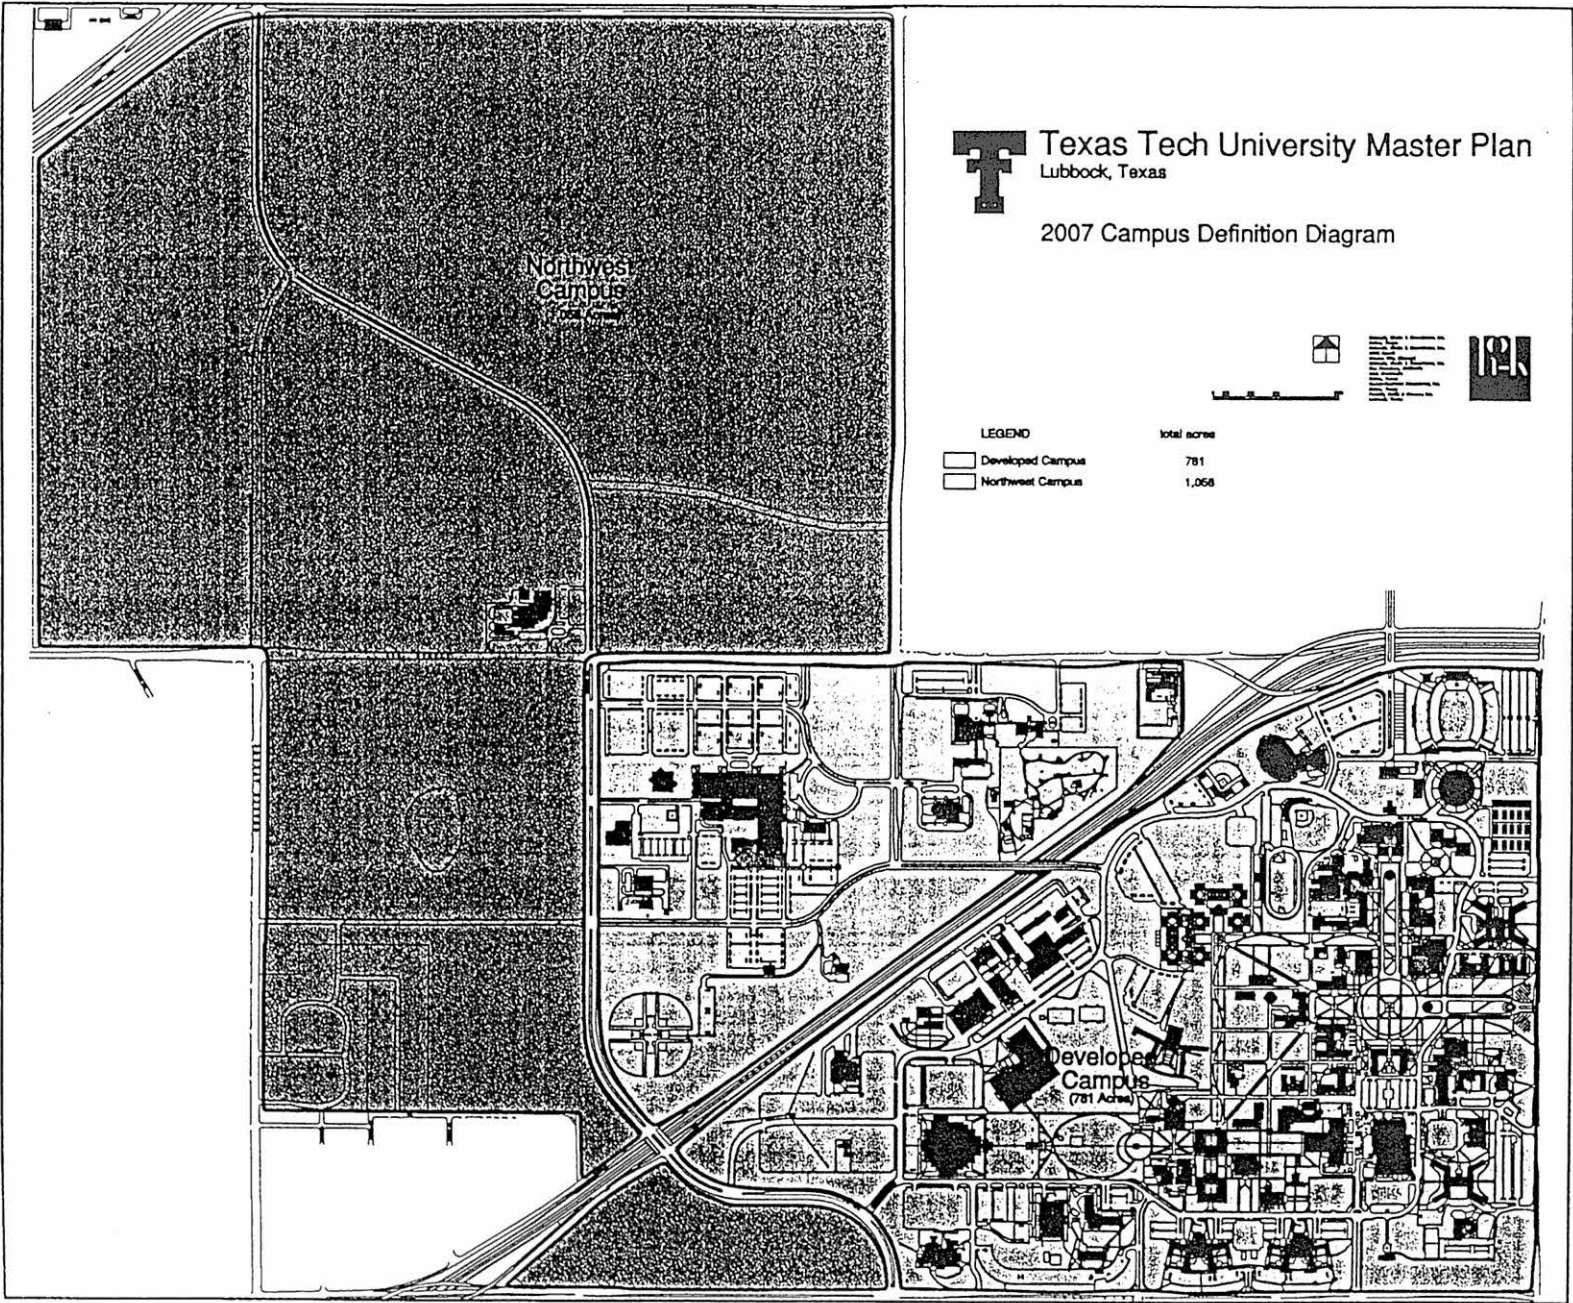 Texas Tech University Master Plan
Lubbock, Texas
2007 Campus Definition Diagram
Northwest
Campus
LEGEND total acres
Developed Campus 781
Northwest Campus 1,058
Developed
Campus
(781 Acres)